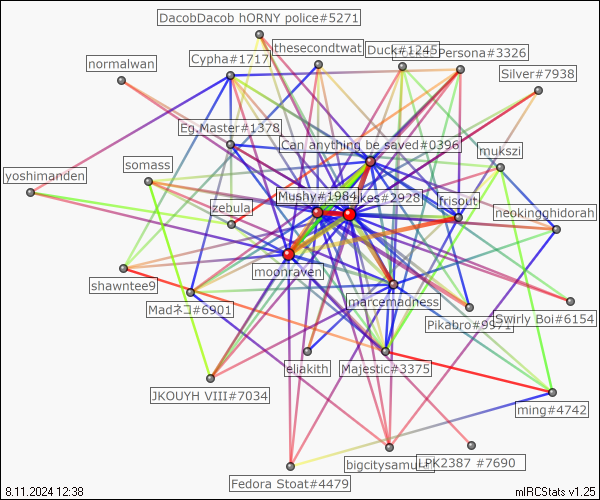 DacobDacob hORNY police#5271
thesecondtwat
Duck#1245
Persona#3326
normalwan
Cypha#1717
Silver#7938
Eg.Master#1378
Can anything be saved#0396
mukszi
somass
yoshimanden
Mushy#1984
ikes#2928
frisout
zebula
neokingghidorah
moonraven
shawntee9
marcemadness
Madネコ#6901
Pikabro#9971
Swirly Boi#6154
eliakith
Majestic#3375
JKOUYH VIII#7034
ming#4742
bigcitysamurai
LPK2387 #7690
Fedora Stoat#4479
8.11.2024 12:38
mIRCStats v1.25